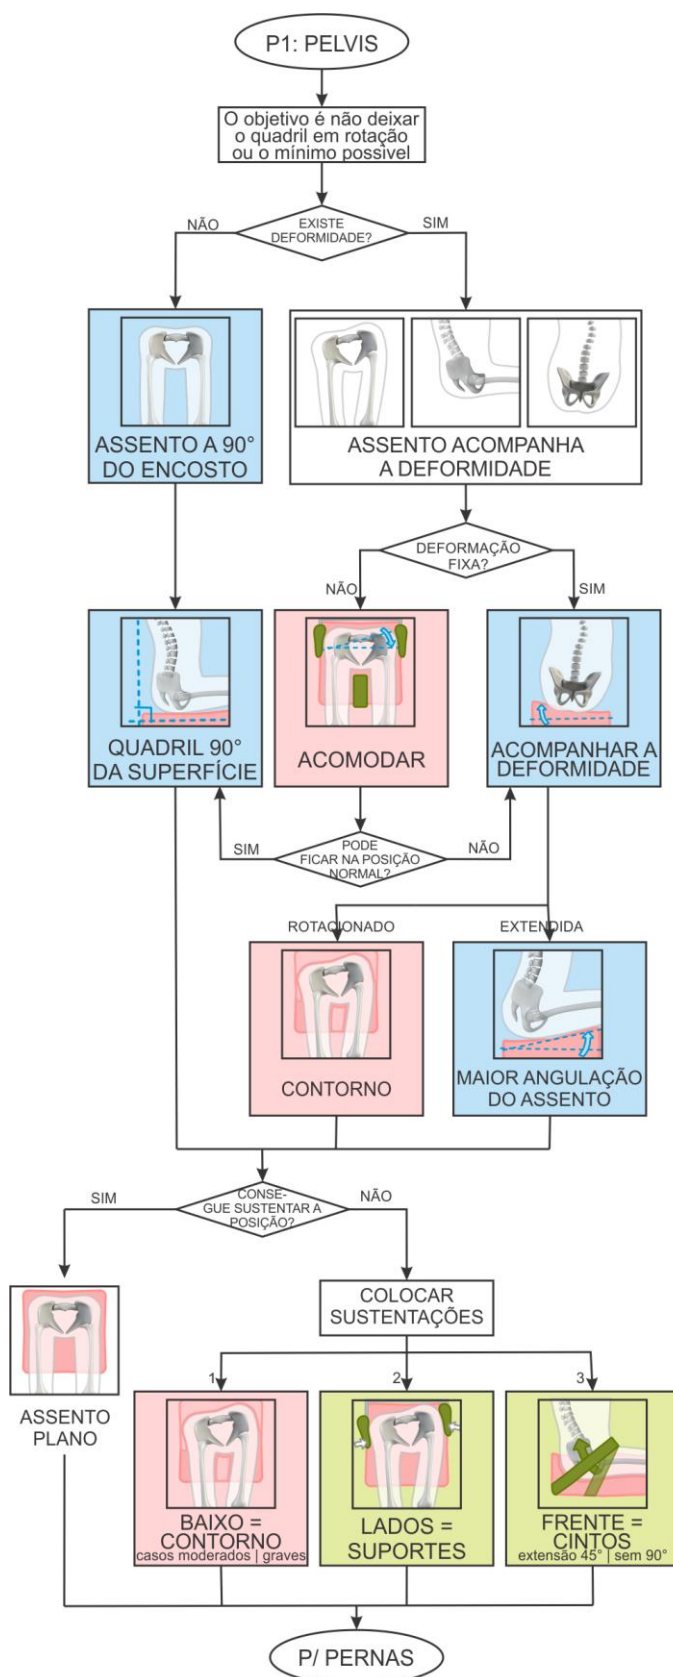 P1: PELVIS
O objetivo é não deixar
o quadril em rotação
ou o mínimo possivel
NÃO
EXISTE
DEFORMIDADE?
SIM
ASSENTO A 90°
DO ENCOSTO
ASSENTO ACOMPANHA
A DEFORMIDADE
DEFORMAÇÃO
FIXA?
NÃO
SIM
QUADRIL 90°
DA SUPERFÍCIE
ACOMODAR
ACOMPANHAR A
DEFORMIDADE
SIM
PODE
FICAR NA POSIÇÃO
NORMAL?
NÃO
ROTACIONADO
EXTENDIDA
CONTORNO
MAIOR ANGULAÇÃO
DO ASSENTO
SIM
CONSE-
GUE SUSTENTAR A
POSIÇÃO?
NÃO
COLOCAR
SUSTENTAÇÕES
1
2
3
ASSENTO
PLANO
BAIXO =
CONTORNO
casos moderados | graves
LADOS =
SUPORTES
FRENTE =
CINTOS
extensão 45° | sem 90°
P/ PERNAS